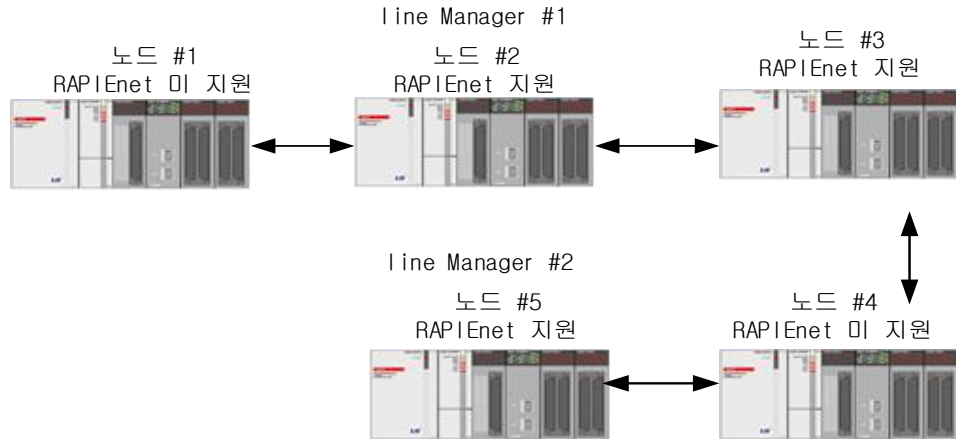 line Manager #1
노드 #1
RAPIEnet 미 지원
노드 #2
RAPIEnet 지원
노드 #3
RAPIEnet 지원
line Manager #2
노드 #5
RAPIEnet 지원
노드 #4
RAPIEnet 미 지원